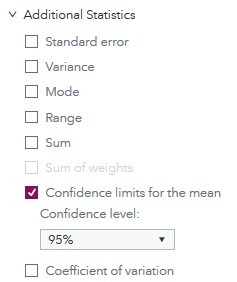 Additional Statistics
Standard error
Variance
Mode
Range
Sum
Sum of weights
Confidence limits for the mean
Confidence level:
95%
Coefficient of variation